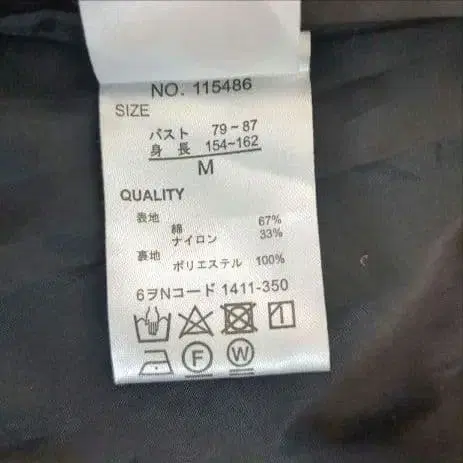 NO. 115486
SIZE
バスト 79~87
身 長 154~162
M
QUALITY
表地
綿 67%
ナイロン 33%
裏地
ポリエステル 100%
6ヲNコード 1411-350
F W